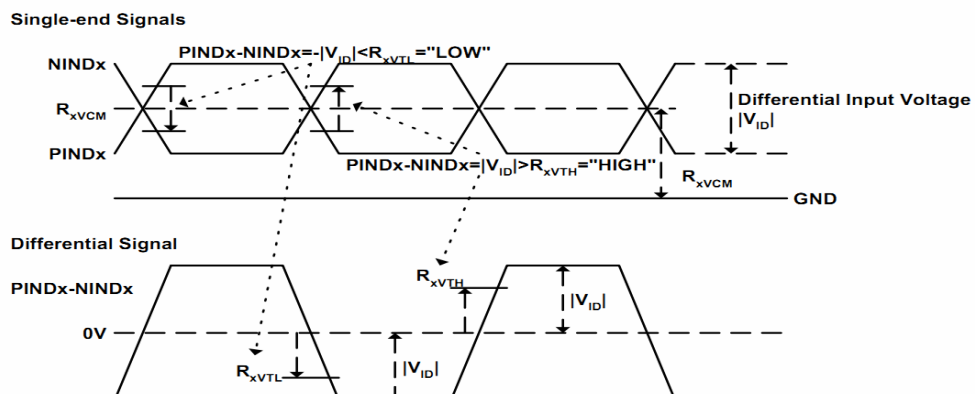 Single-end Signals
PINDx-NINDx=-|VID|<RxVTL="LOW"
NINDx
RxVCM
Differential Input Voltage
|VID|
PINDx
PINDx-NINDx=|VID|>RxVTH="HIGH"
RxVCM
GND
Differential Signal
PINDx-NINDx
RxVTH
|VID|
0V
RxVTL
|VID|